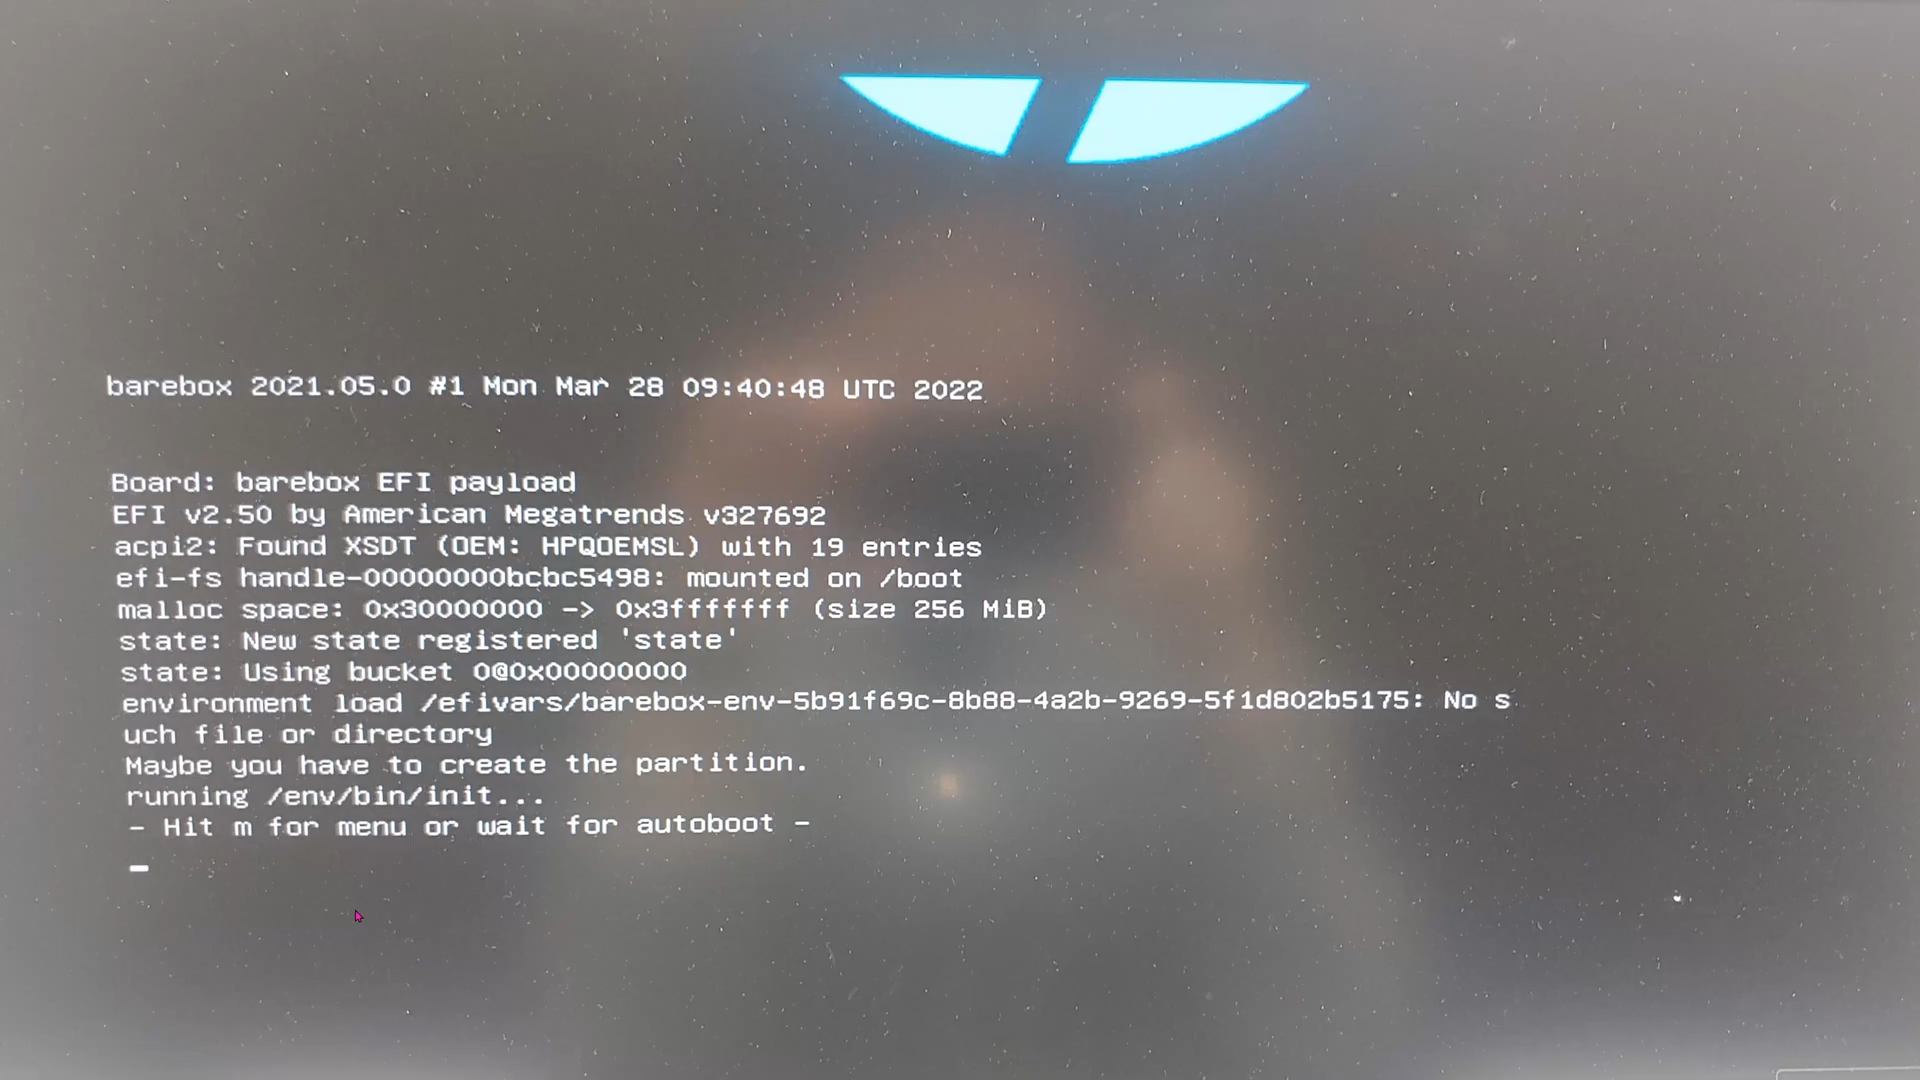 barebox 2021.05.0 #1 Mon Mar 28 09:40:48 UTC 2022
Board: barebox EFI payload
EFI v2.50 by American Megatrends v327692
acpi2: Found XSDT (OEM: HPQOEMSL) with 19 entries
efi-fs handle-00000000bcbc5498: mounted on /boot
malloc space: 0x30000000 -> 0x3fffffff (size 256 MiB)
state: New state registered 'state'
state: Using bucket 0@0x00000000
environment load /efivars/barebox-env-5b91f69c-8b88-4a2b-9269-5f1d802b5175: No s
uch file or directory
Maybe you have to create the partition.
running /env/bin/init...
- Hit m for menu or wait for autoboot -